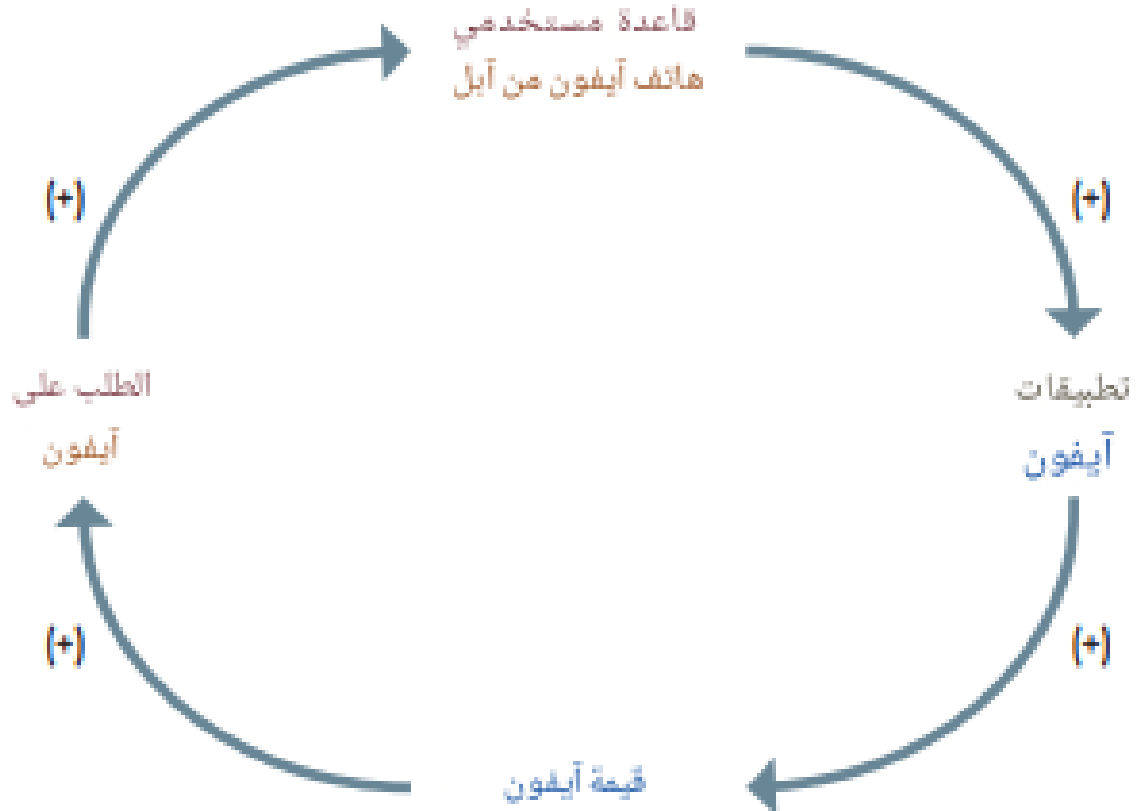 قاعدة مستخدمي
هاتف آيفون من آبل
(+)
(+)
الطلب على
آيفون
تطبيقات
آيفون
(+)
(+)
قيمة آيفون